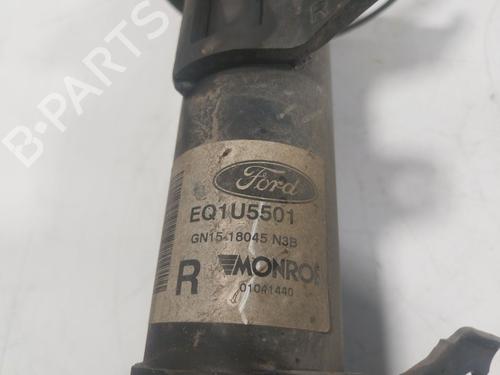 B-PARTS
R
Ford
EQ1U5501
GN15-18045 N3B
R MONROE
01041440